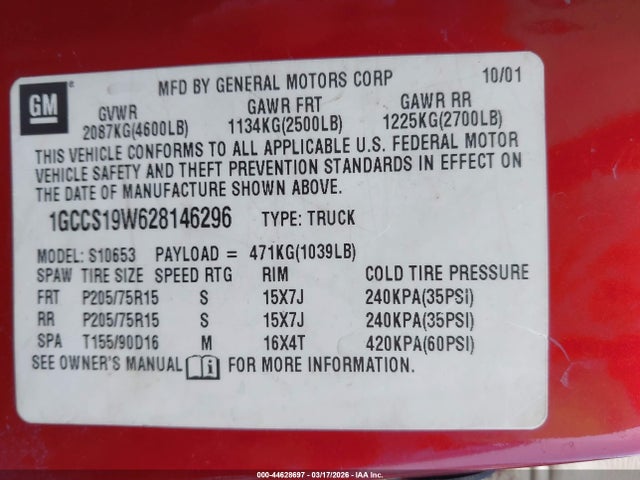 GM ®
MFD BY GENERAL MOTORS CORP 10/01
GVWR GAWR FRT GAWR RR
2087KG(4600LB) 1134KG(2500LB) 1225KG(2700LB)
THIS VEHICLE CONFORMS TO ALL APPLICABLE U.S. FEDERAL MOTOR
VEHICLE SAFETY AND THEFT PREVENTION STANDARDS IN EFFECT ON
THE DATE OF MANUFACTURE SHOWN ABOVE.
1GCCS19W628146296 TYPE: TRUCK
MODEL: S10653 PAYLOAD = 471KG(1039LB)
SPAW TIRE SIZE SPEED RTG RIM COLD TIRE PRESSURE
FRT P205/75R15 S 15X7J 240KPA(35PSI)
RR P205/75R15 S 15X7J 240KPA(35PSI)
SPA T155/90D16 M 16X4T 420KPA(60PSI)
SEE OWNER'S MANUAL i FOR MORE INFORMATION.
000-44628697 - 03/17/2026 - IAA Inc.